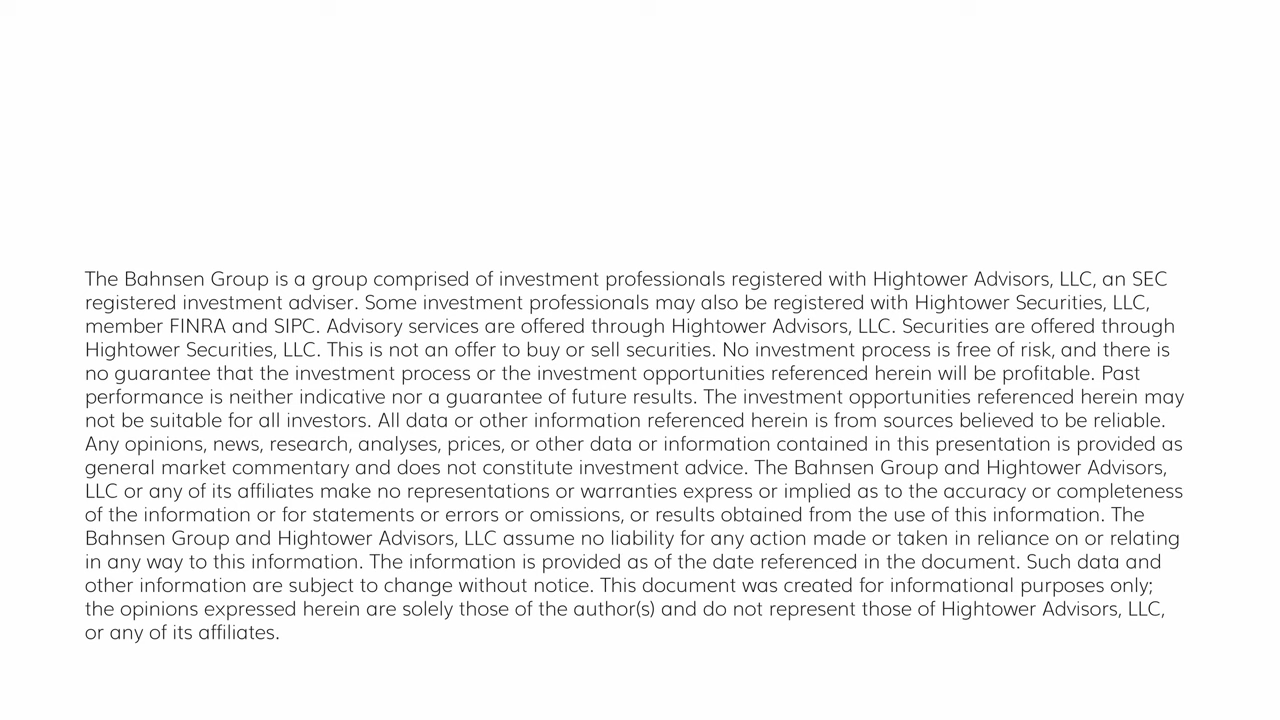 The Bahnsen Group is a group comprised of investment professionals registered with Hightower Advisors, LLC, an SEC
registered investment adviser. Some investment professionals may also be registered with Hightower Securities, LLC,
member FINRA and SIPC. Advisory services are offered through Hightower Advisors, LLC. Securities are offered through
Hightower Securities, LLC. This is not an offer to buy or sell securities. No investment process is free of risk, and there is
no guarantee that the investment process or the investment opportunities referenced herein will be profitable. Past
performance is neither indicative nor a guarantee of future results. The investment opportunities referenced herein may
not be suitable for all investors. All data or other information referenced herein is from sources believed to be reliable.
Any opinions, news, research, analyses, prices, or other data or information contained in this presentation is provided as
general market commentary and does not constitute investment advice. The Bahnsen Group and Hightower Advisors,
LLC or any of its affiliates make no representations or warranties express or implied as to the accuracy or completeness
of the information or for statements or errors or omissions, or results obtained from the use of this information. The
Bahnsen Group and Hightower Advisors, LLC assume no liability for any action made or taken in reliance on or relating
in any way to this information. The information is provided as of the date referenced in the document. Such data and
other information are subject to change without notice. This document was created for informational purposes only;
the opinions expressed herein are solely those of the author(s) and do not represent those of Hightower Advisors, LLC,
or any of its affiliates.